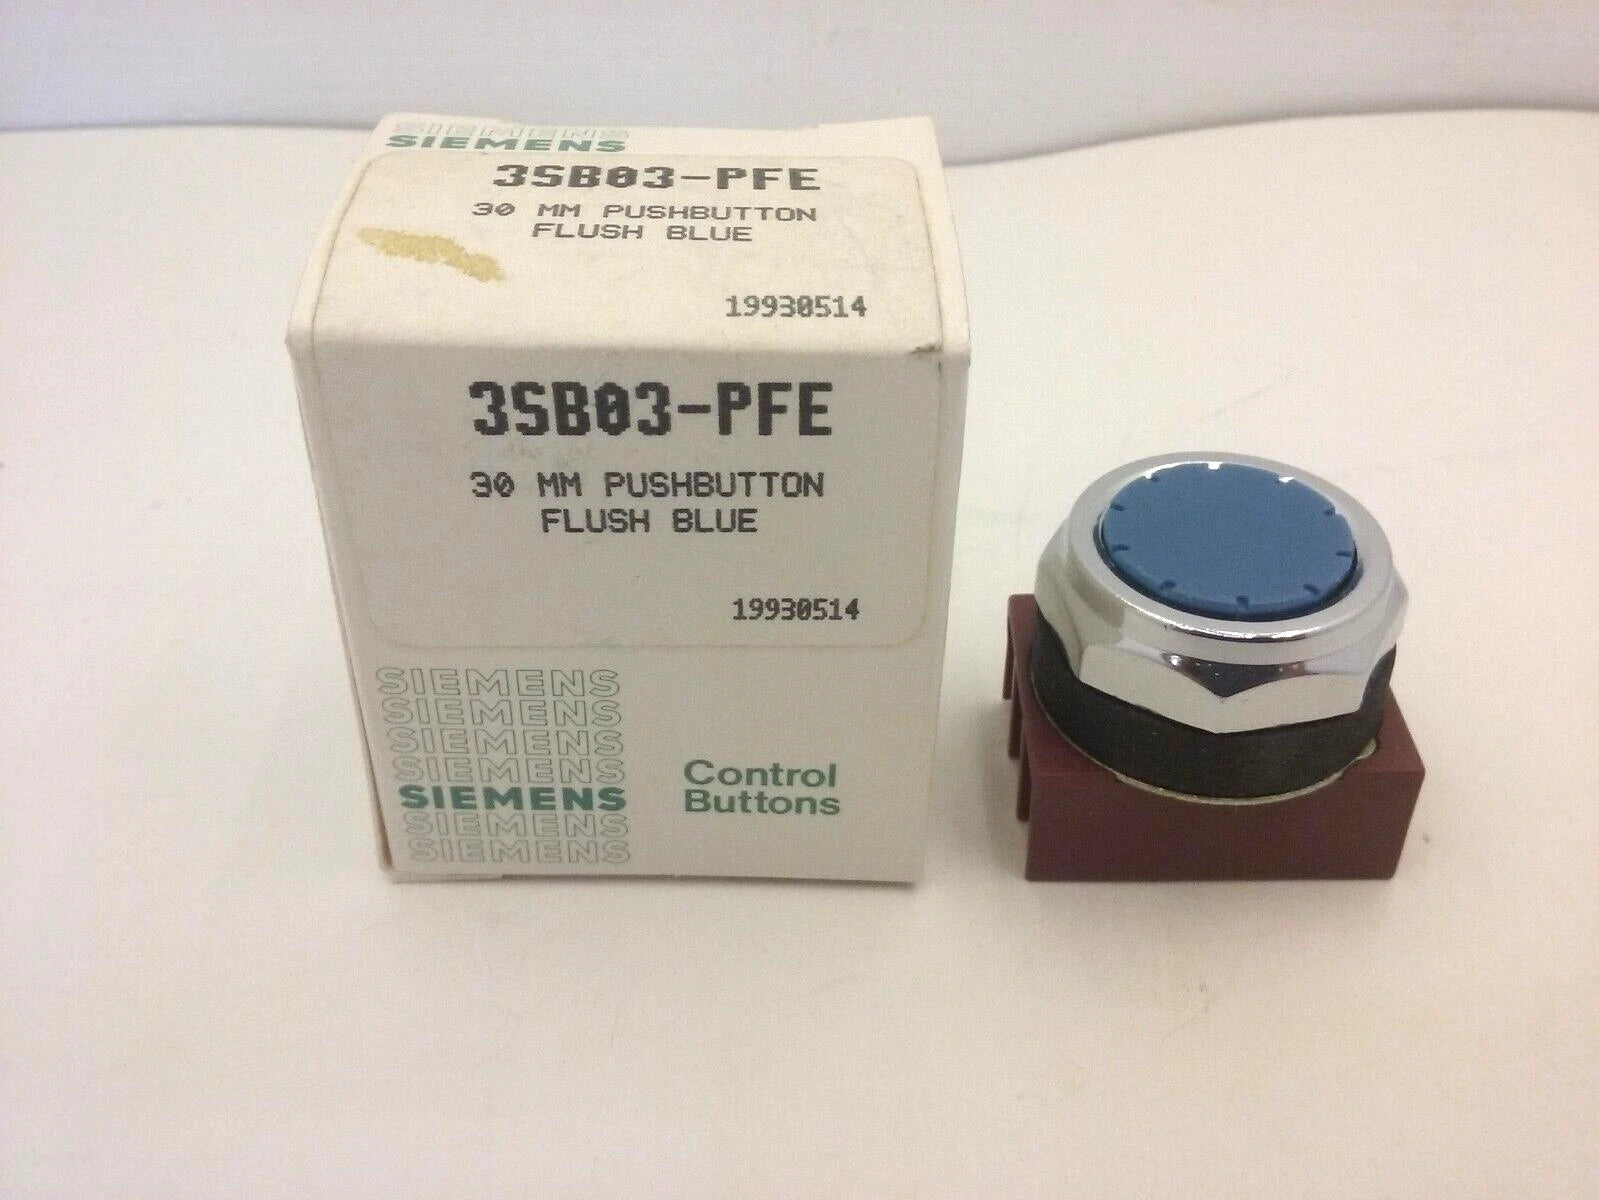 SIEMENS
SIEMENS
3SB03-PFE
30 MM PUSHBUTTON
FLUSH BLUE
19930514
3SB03-PFE
30 MM PUSHBUTTON
FLUSH BLUE
19930514
SIEMENS
SIEMENS
SIEMENS
SIEMENS
SIEMENS
SIEMENS
SIEMENS
Control
Buttons